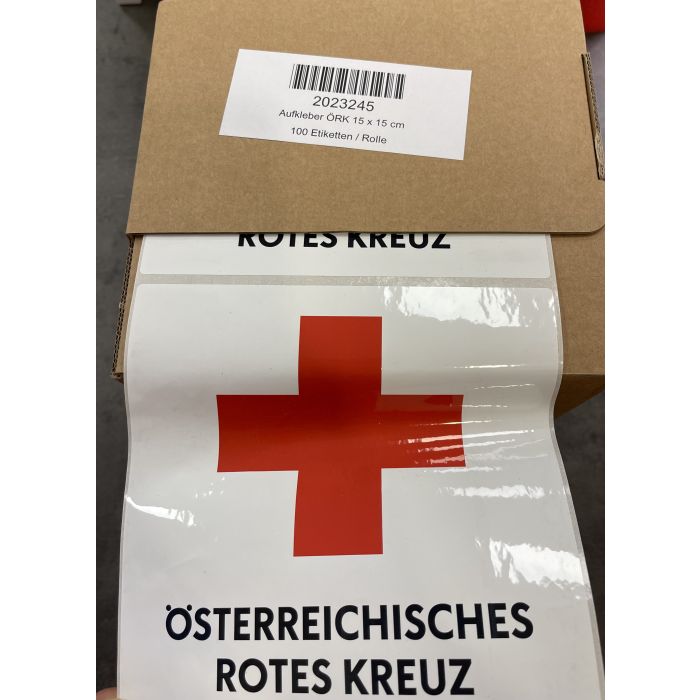 2023245
Aufkleber ÖRK 15 x 15 cm
100 Etiketten / Rolle
ROTES KREUZ
ÖSTERREICHISCHES
ROTES KREUZ